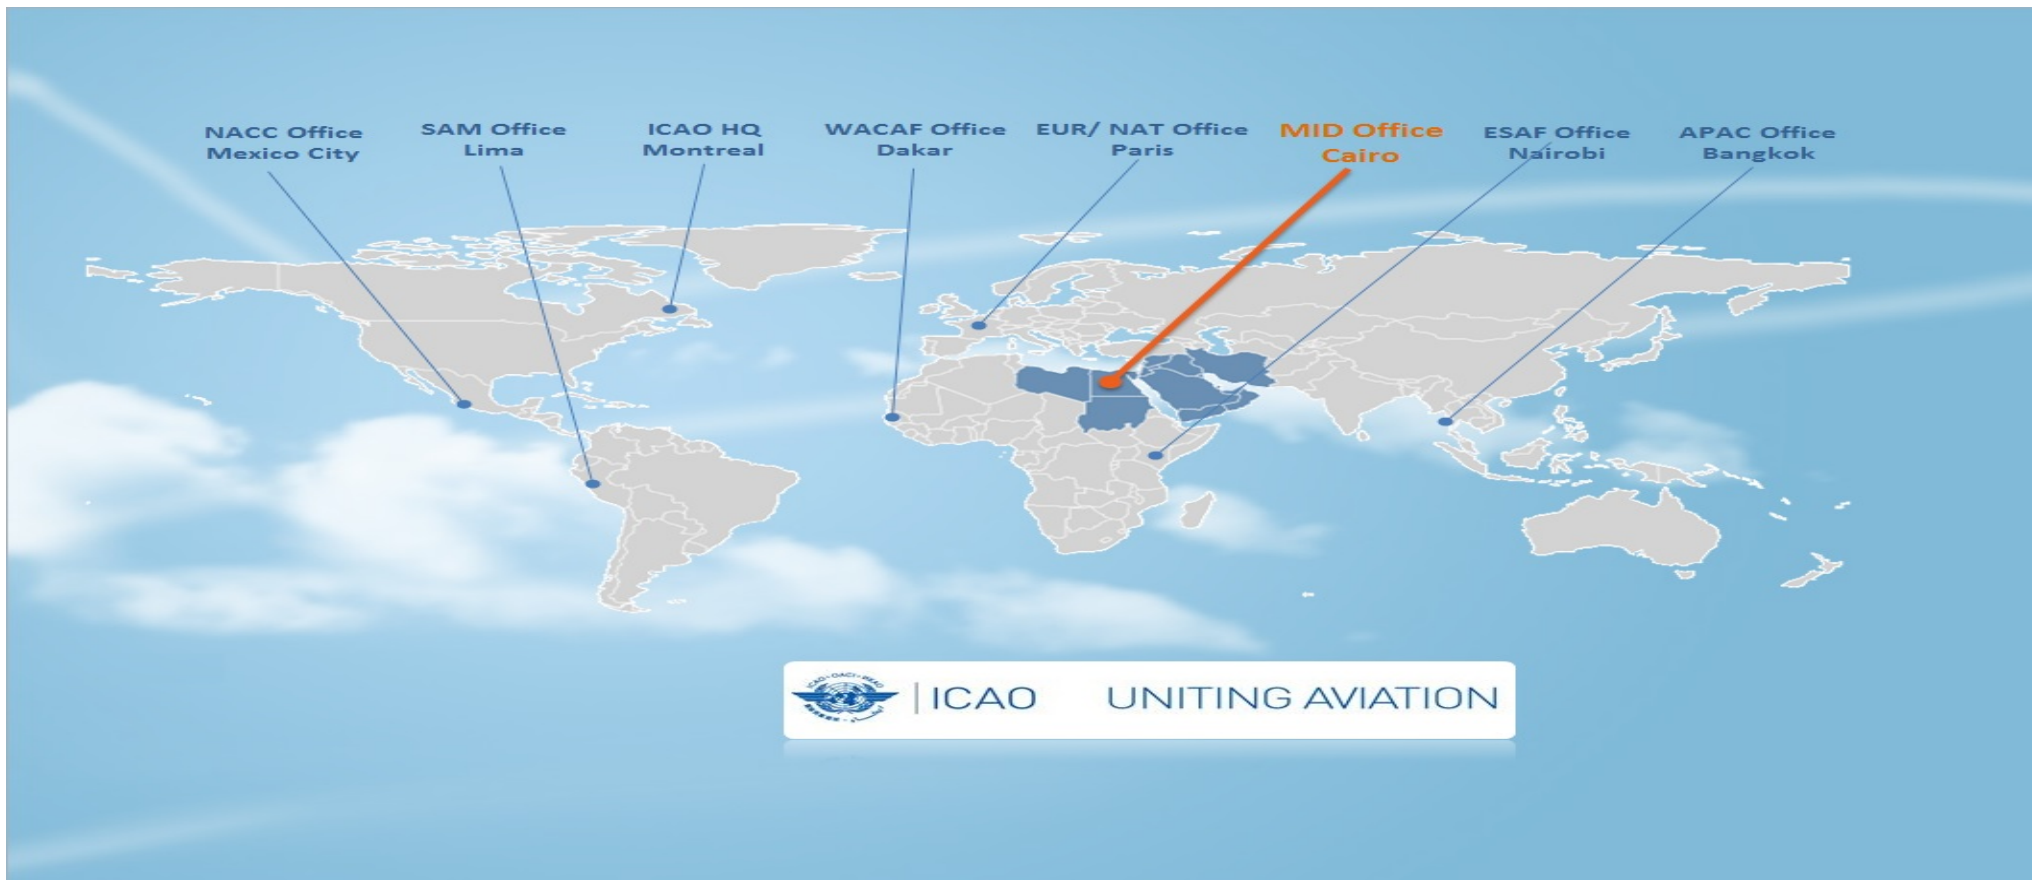 NACC Office
Mexico City
SAM Office
Lima
ICAO HQ
Montreal
WACAF Office
Dakar
EUR/ NAT Office
Paris
MID Office
Cairo
ESAF Office
Nairobi
APAC Office
Bangkok
ICAO
UNITING AVIATION